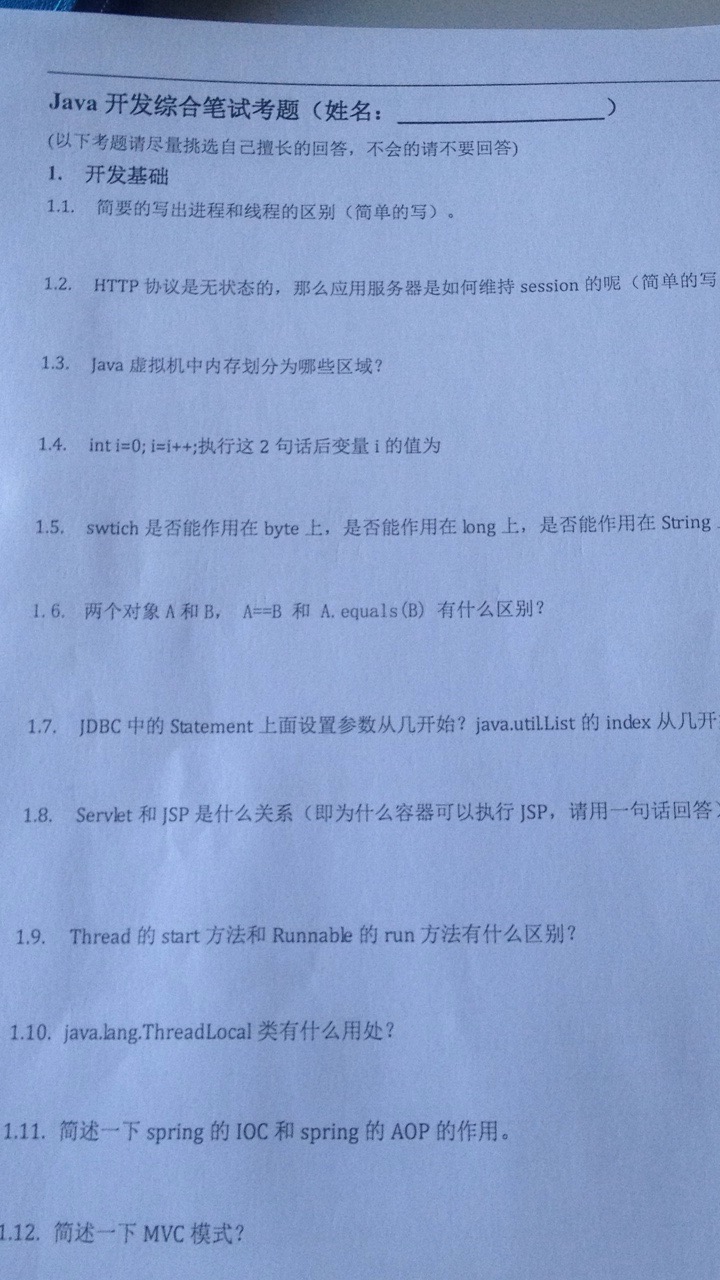 Java 开发综合笔试考题（姓名：____________________）
(以下考题请尽量挑选自己擅长的回答，不会的请不要回答)
1. 开发基础
1.1. 简要的写出进程和线程的区别（简单的写）。
1.2. HTTP 协议是无状态的，那么应用服务器是如何维持 session 的呢（简单的写
1.3. Java 虚拟机中内存划分为哪些区域？
1.4. int i=0; i=i++;执行这 2 句话后变量 i 的值为
1.5. swtich 是否能作用在 byte 上，是否能作用在 long 上，是否能作用在 String
1.6. 两个对象 A 和 B， A==B 和 A.equals(B) 有什么区别？
1.7. JDBC 中的 Statement 上面设置参数从几开始？java.util.List 的 index 从几开
1.8. Servlet 和 JSP 是什么关系（即为什么容器可以执行 JSP，请用一句话回答）
1.9. Thread 的 start 方法和 Runnable 的 run 方法有什么区别？
1.10. java.lang.ThreadLocal 类有什么用处？
1.11. 简述一下 spring 的 IOC 和 spring 的 AOP 的作用。
1.12. 简述一下 MVC 模式？